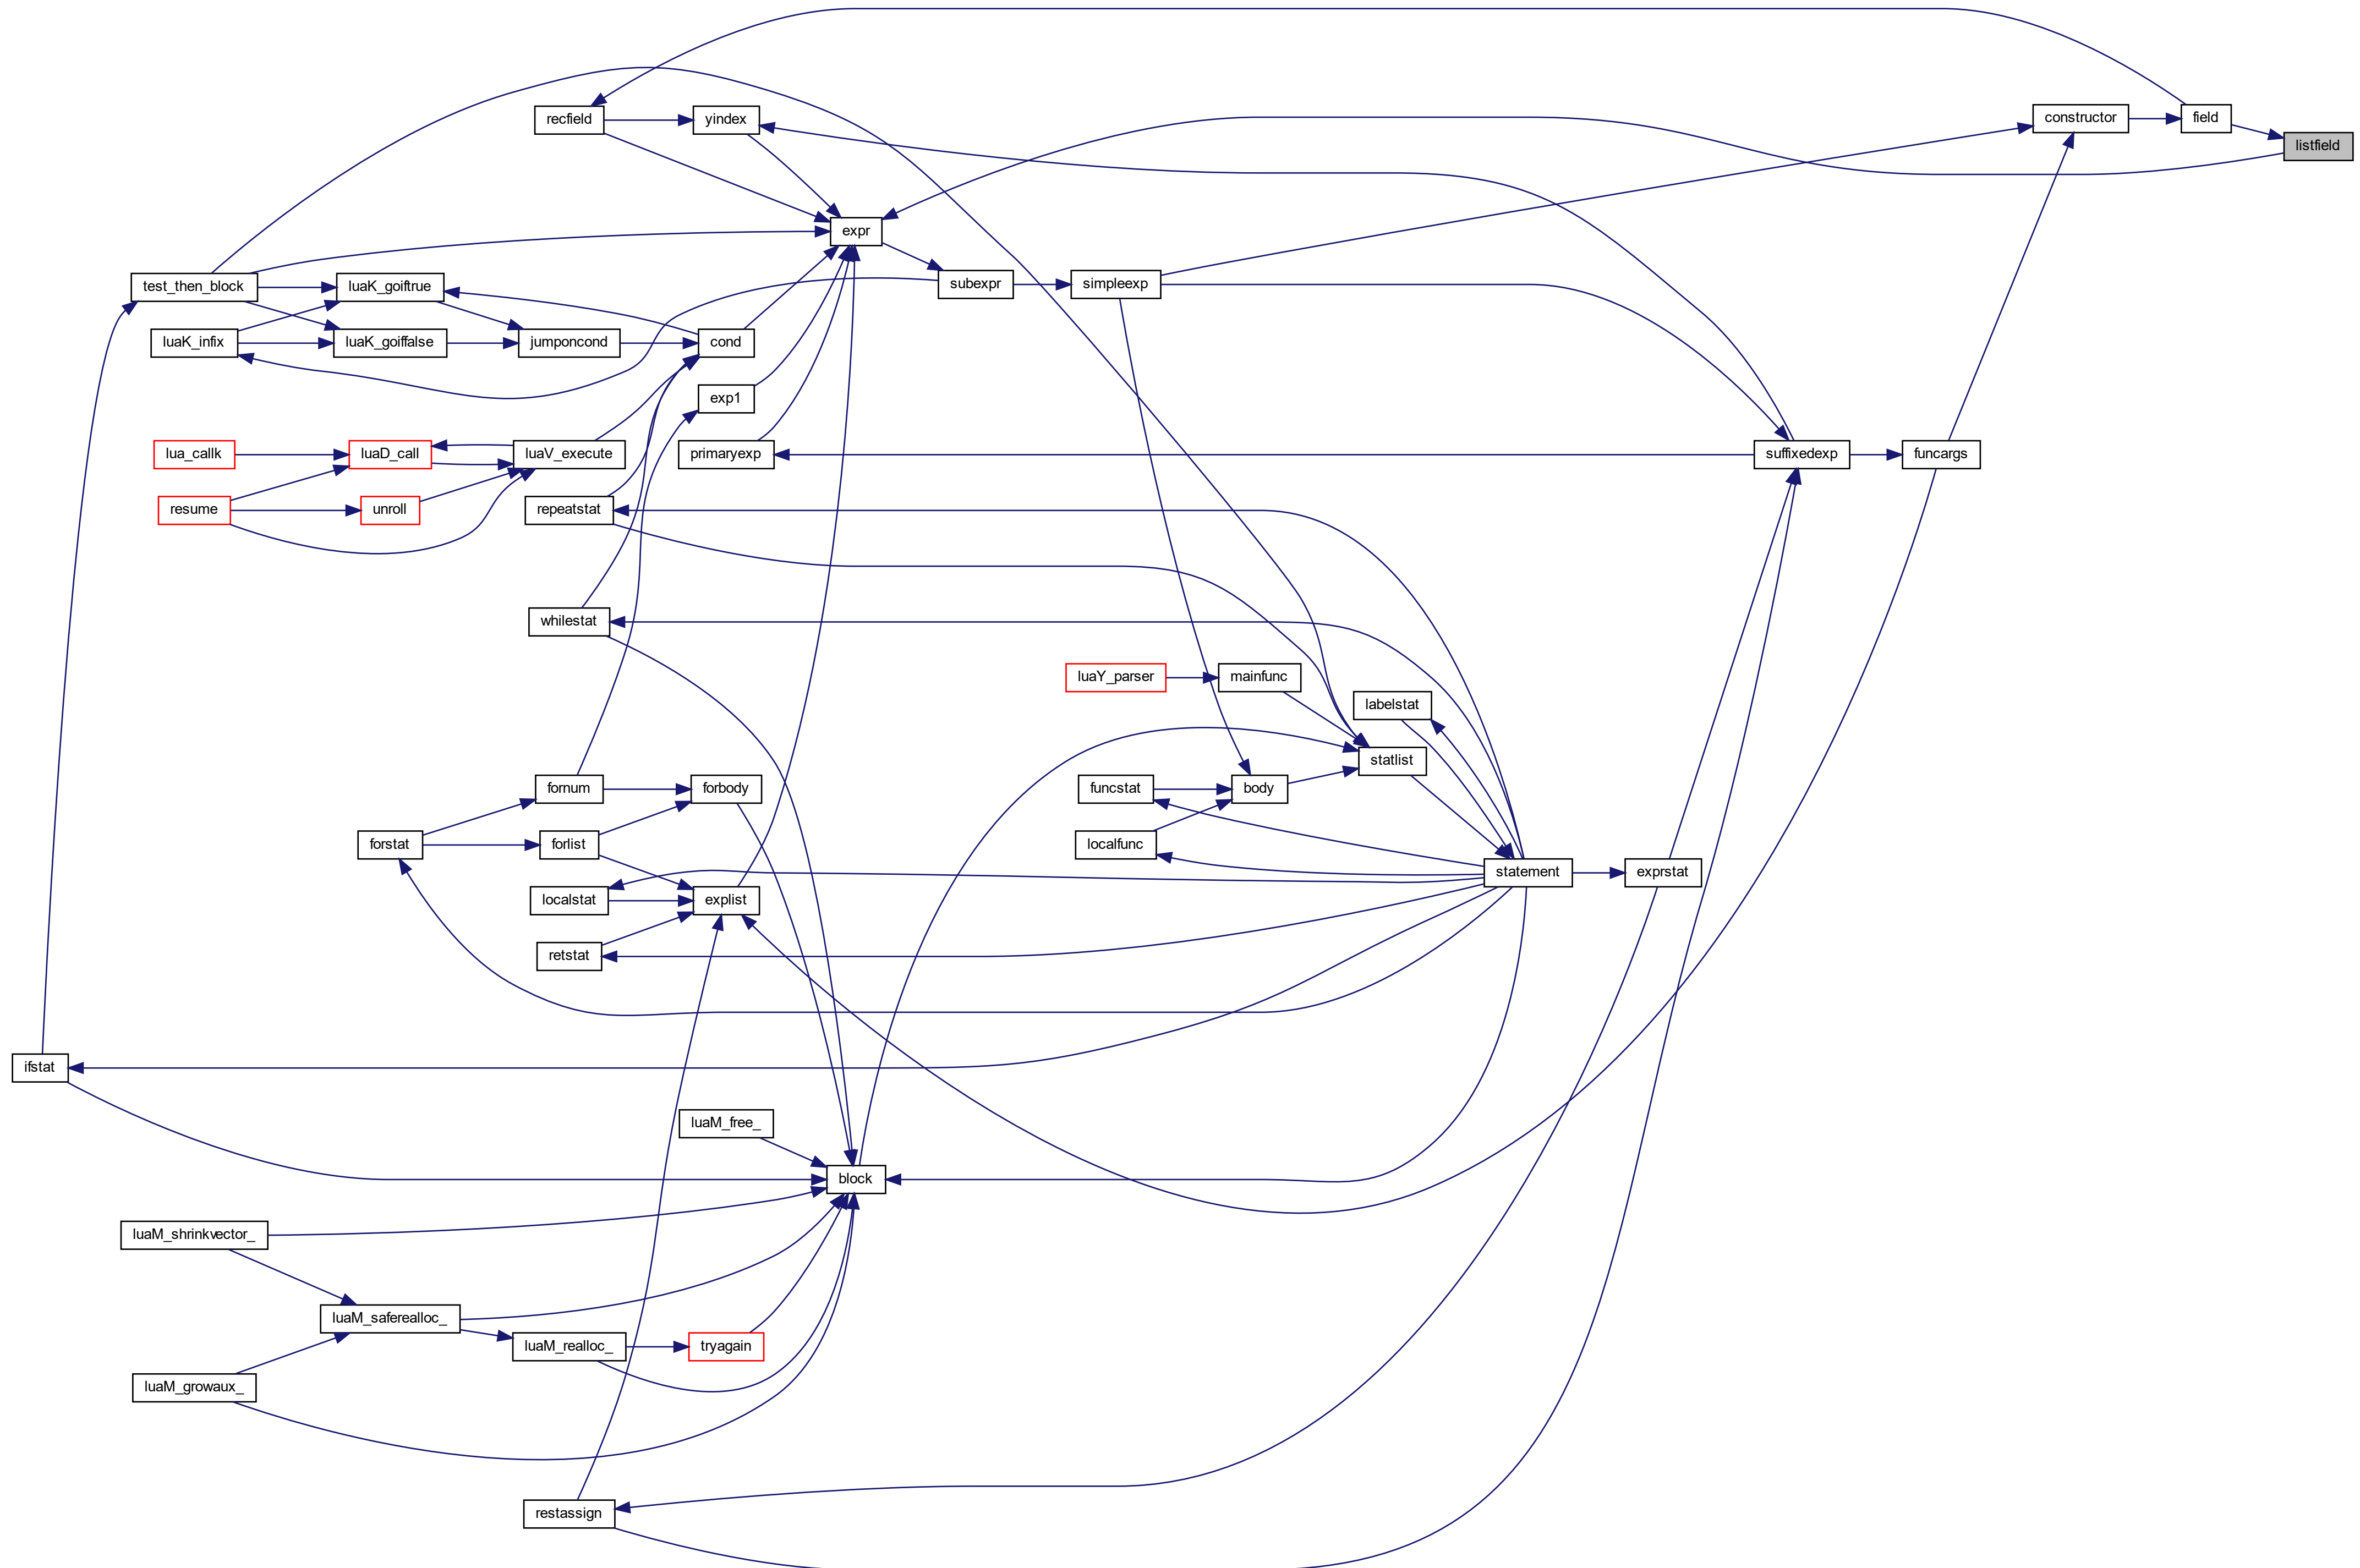 recfield
yindex
constructor
field
listfield
expr
test_then_block
luaK_goiftrue
subexpr
simpleexp
luaK_infix
luaK_goiffalse
jumponcond
cond
exp1
lua_callk
luaD_call
luaV_execute
primaryexp
suffixedexp
funcargs
resume
unroll
repeatstat
whilestat
luaY_parser
mainfunc
labelstat
statlist
fornum
forbody
funcstat
body
forstat
forlist
localfunc
statement
exprstat
localstat
explist
retstat
ifstat
luaM_free_
block
luaM_shrinkvector_
luaM_saferealloc_
luaM_realloc_
tryagain
luaM_growaux_
restassign